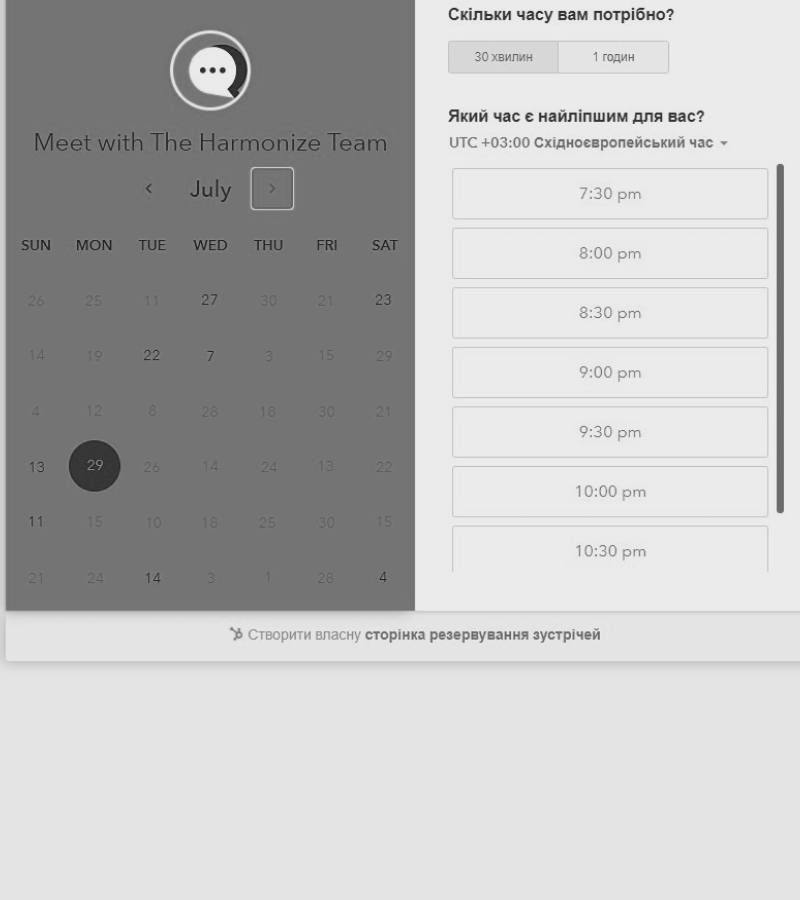 Meet with The Harmonize Team
July
SUN MON TUE WED THU FRI SAT
26 25 11 27 30 21 23
14 19 22 7 3 15 29
4 12 8 28 18 30 21
13 29 26 14 24 13 22
11 15 10 18 25 30 15
21 24 14 3 1 28 4
Скільки часу вам потрібно?
30 хвилин 1 годин
Який час є найліпшим для вас?
UTC +03:00 Східноєвропейський час
7:30 pm
8:00 pm
8:30 pm
9:00 pm
9:30 pm
10:00 pm
10:30 pm
Створити власну сторінка резервування зустрічей